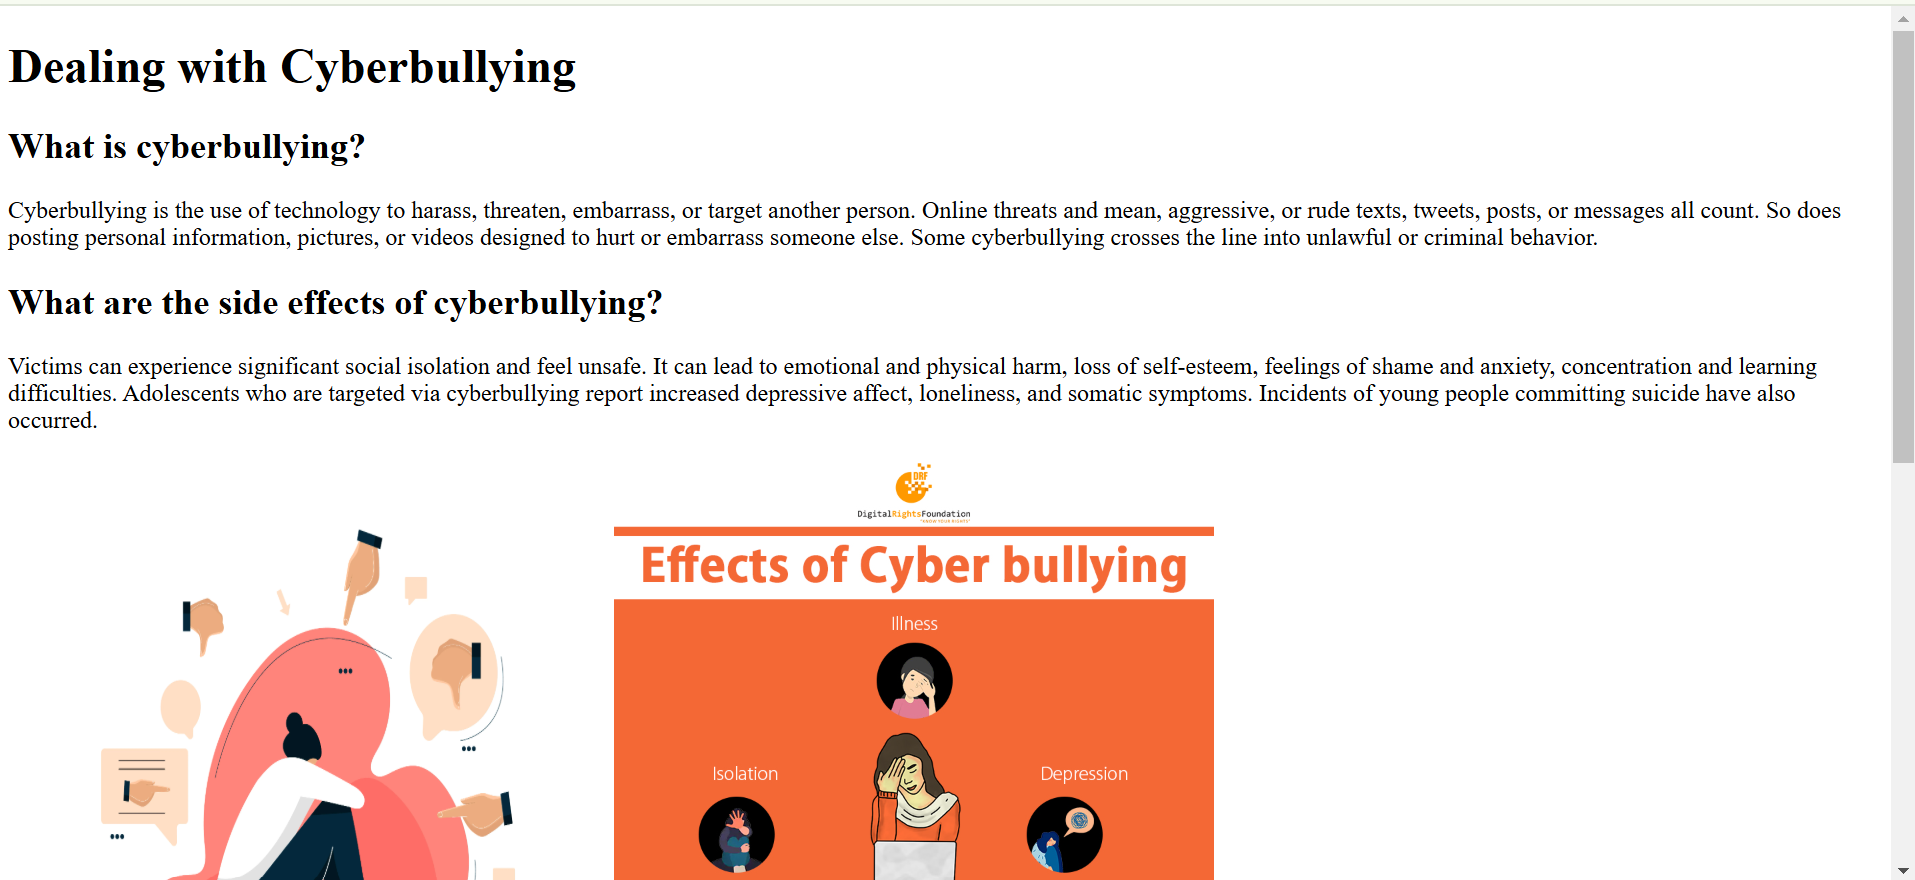 Dealing with Cyberbullying
What is cyberbullying?
Cyberbullying is the use of technology to harass, threaten, embarrass, or target another person. Online threats and mean, aggressive, or rude texts, tweets, posts, or messages all count. So does
posting personal information, pictures, or videos designed to hurt or embarrass someone else. Some cyberbullying crosses the line into unlawful or criminal behavior.
What are the side effects of cyberbullying?
Victims can experience significant social isolation and feel unsafe. It can lead to emotional and physical harm, loss of self-esteem, feelings of shame and anxiety, concentration and learning
difficulties. Adolescents who are targeted via cyberbullying report increased depressive affect, loneliness, and somatic symptoms. Incidents of young people committing suicide have also
occurred.
DRF
DigitalRightsFoundation
"KNOW YOUR RIGHTS"
Effects of Cyber bullying
Illness
Isolation
Depression